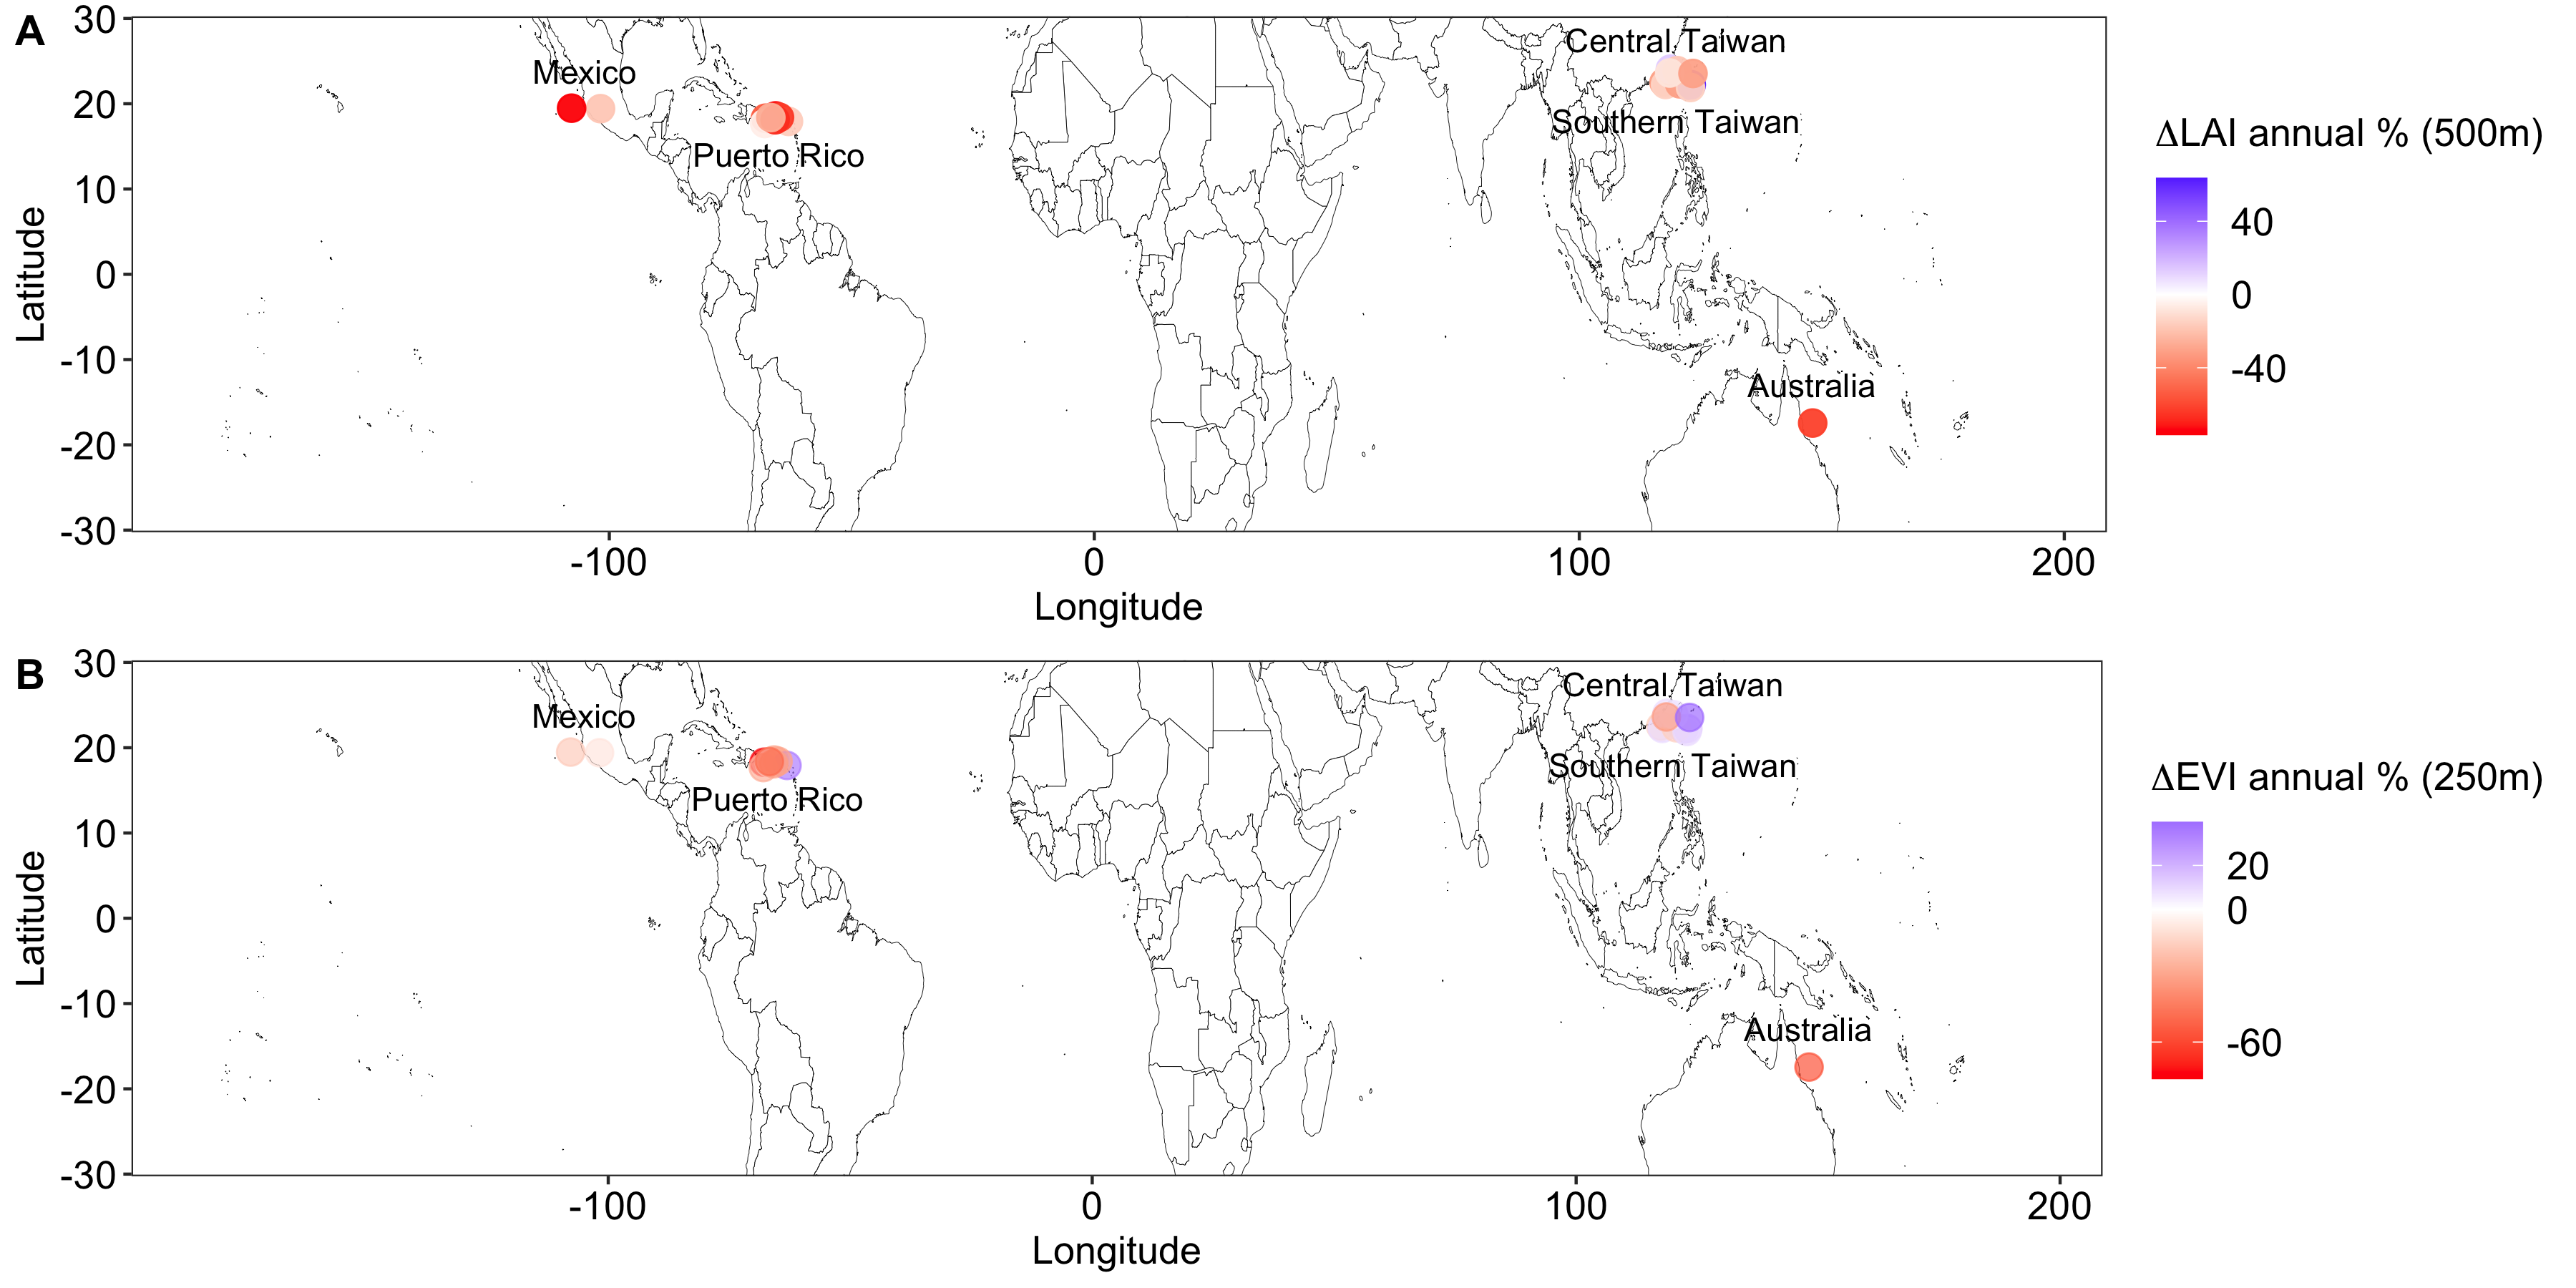 A
30
20
10
0
-10
-20
-30
Latitude
Mexico
Puerto Rico
Central Taiwan
Southern Taiwan
Australia
-100
0
100
200
Longitude
ΔLAI annual % (500m)
40
0
-40
B
30
20
10
0
-10
-20
-30
Latitude
Mexico
Puerto Rico
Central Taiwan
Southern Taiwan
Australia
-100
0
100
200
Longitude
ΔEVI annual % (250m)
20
0
-60